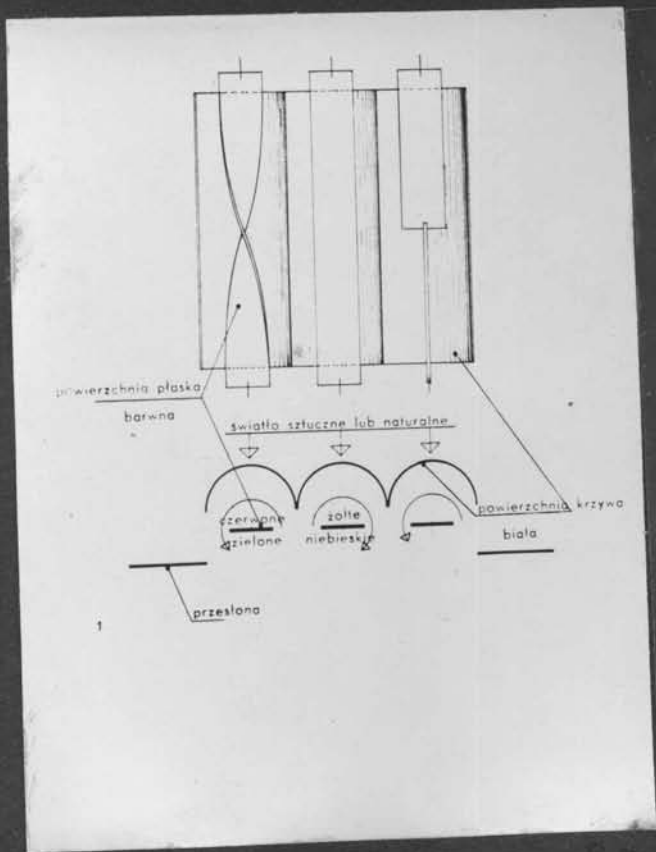 powierzchnia płaska
barwna
światło sztuczne lub naturalne
czerwone
zielone
żółte
niebieskie
powierzchnia krzywa
biała
przesłona
1